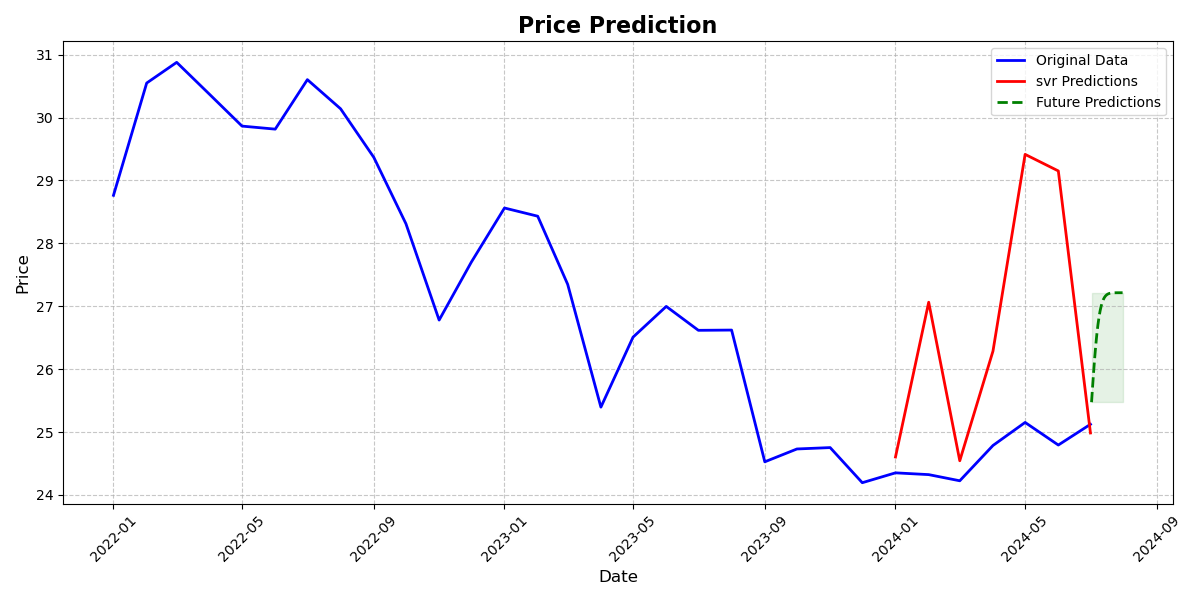 Price Prediction
Original Data
svr Predictions
Future Predictions
Price
31
30
29
28
27
26
25
24
2022-01
2022-05
2022-09
2023-01
2023-05
2023-09
2024-01
2024-05
2024-09
Date